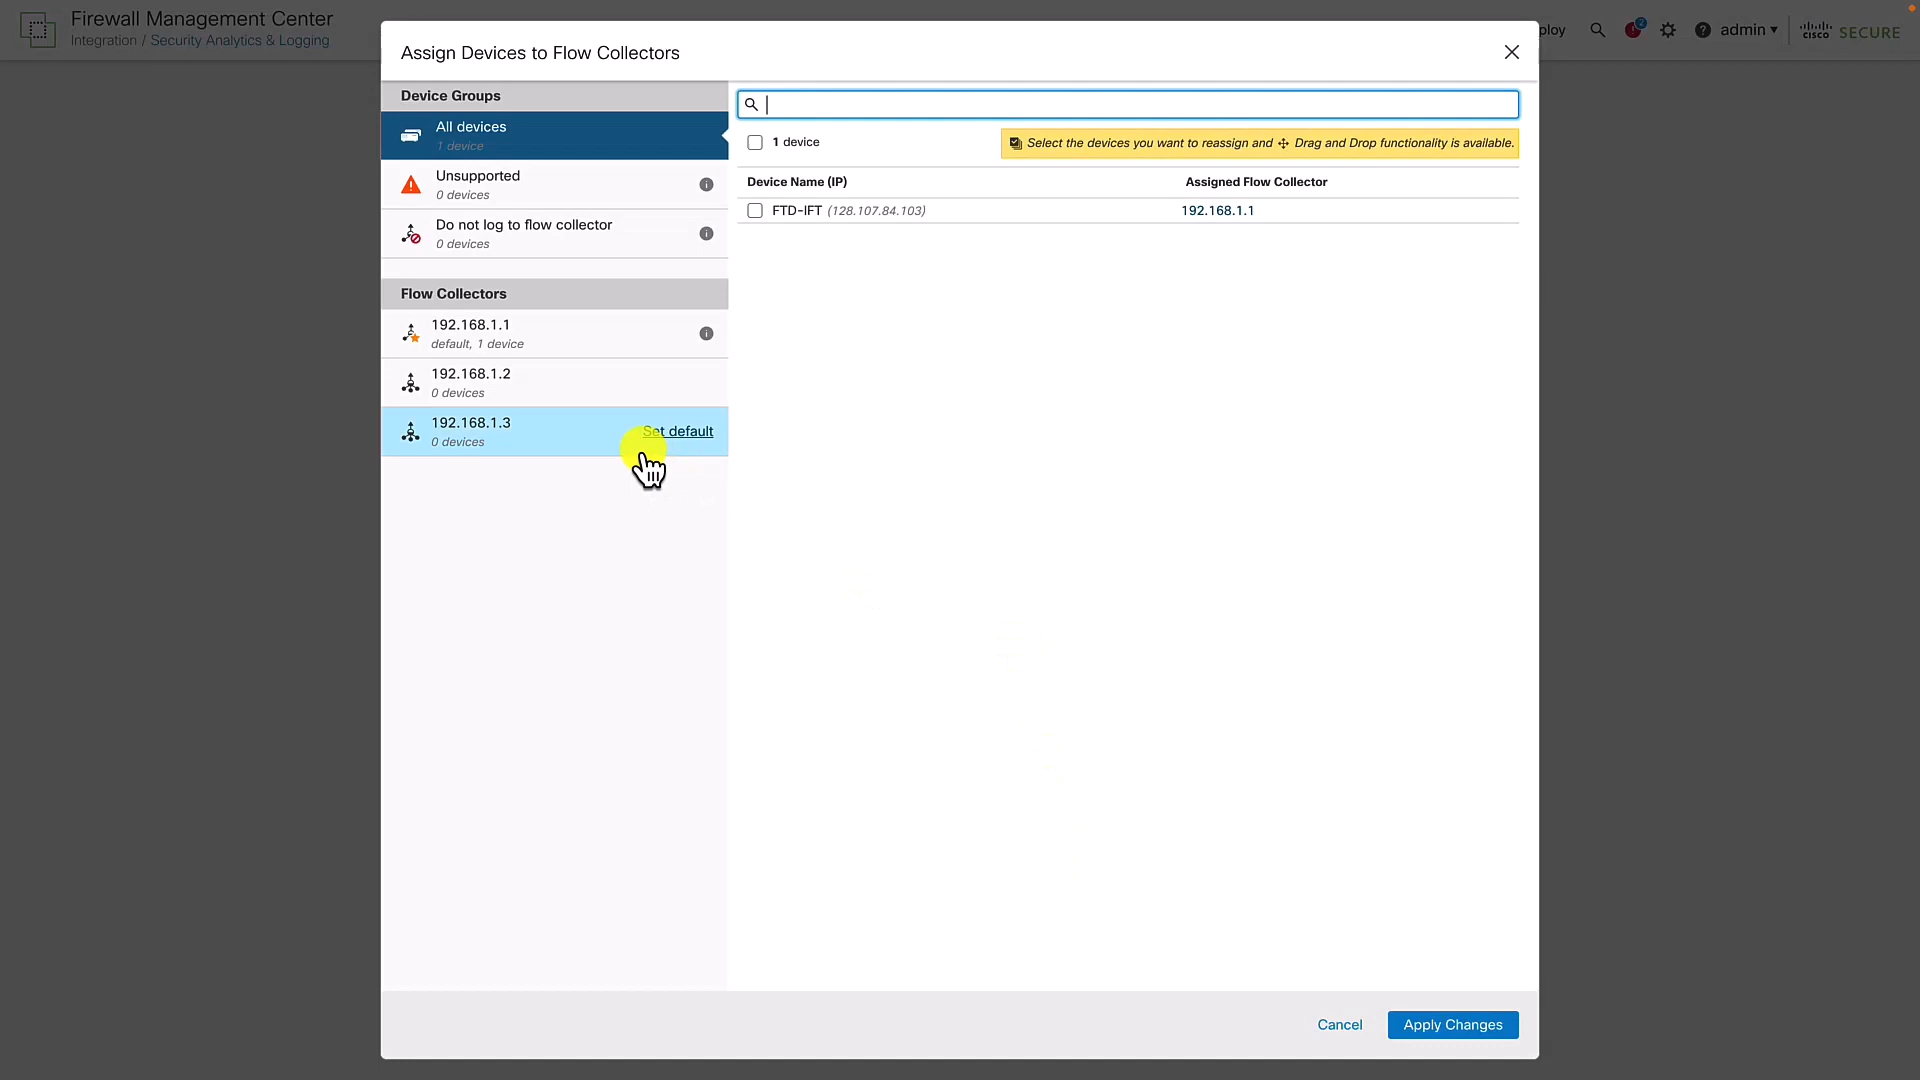 Firewall Management Center
Integration / Security Analytics & Logging
ploy
2
admin
cisco SECURE
Assign Devices to Flow Collectors
Device Groups
All devices
1 device
Unsupported
0 devices
Do not log to flow collector
0 devices
Flow Collectors
192.168.1.1
default, 1 device
192.168.1.2
0 devices
192.168.1.3
0 devices
Set default
1 device
Select the devices you want to reassign and Drag and Drop functionality is available.
Device Name (IP) Assigned Flow Collector
FTD-IFT (128.107.84.103) 192.168.1.1
Cancel
Apply Changes